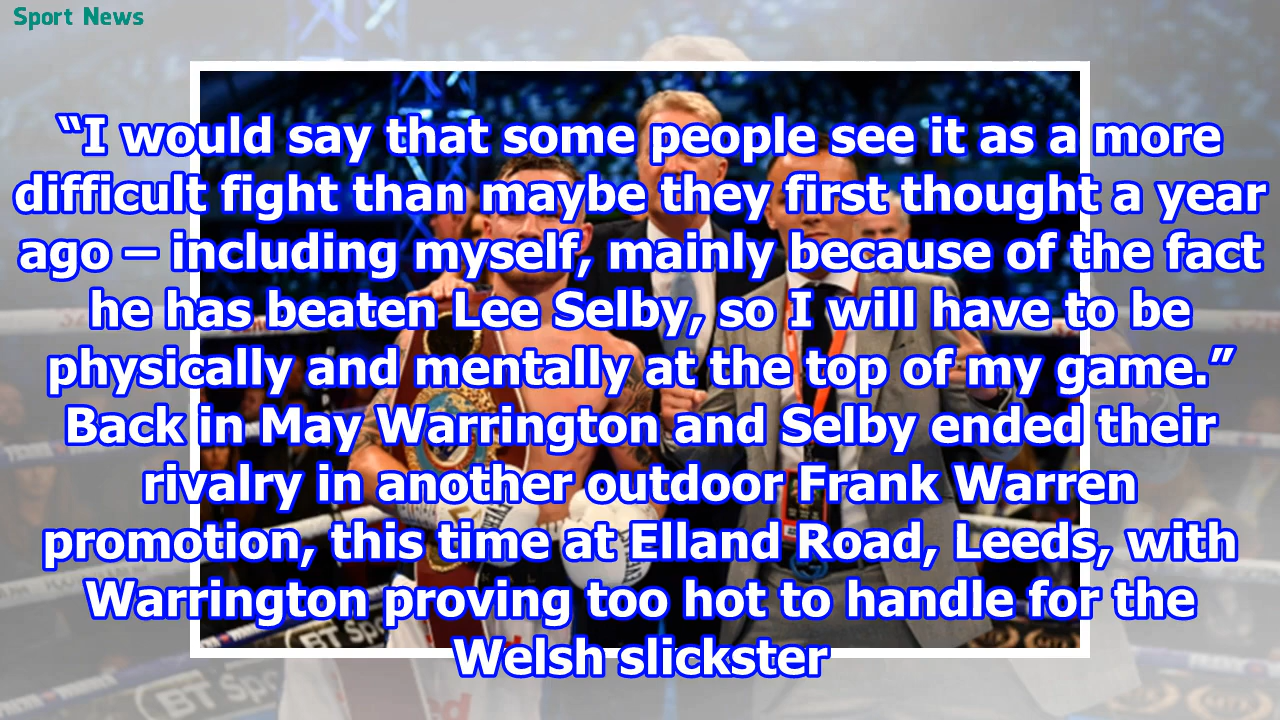 Sport News
“I would say that some people see it as a more
difficult fight than maybe they first thought a year
ago – including myself, mainly because of the fact
he has beaten Lee Selby, so I will have to be
physically and mentally at the top of my game.”
Back in May Warrington and Selby ended their
rivalry in another outdoor Frank Warren
promotion, this time at Elland Road, Leeds, with
Warrington proving too hot to handle for the
Welsh slickster
BT Spo
BT Spo